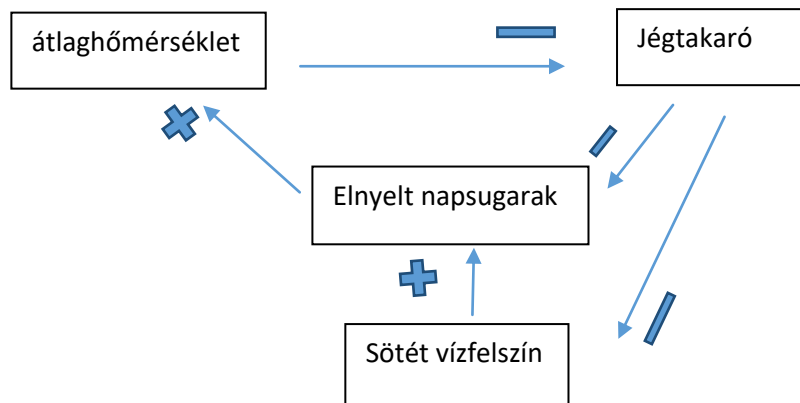 átlaghőmérséklet
Jégtakaró
Elnyelt napsugarak
Sötét vízfelszín